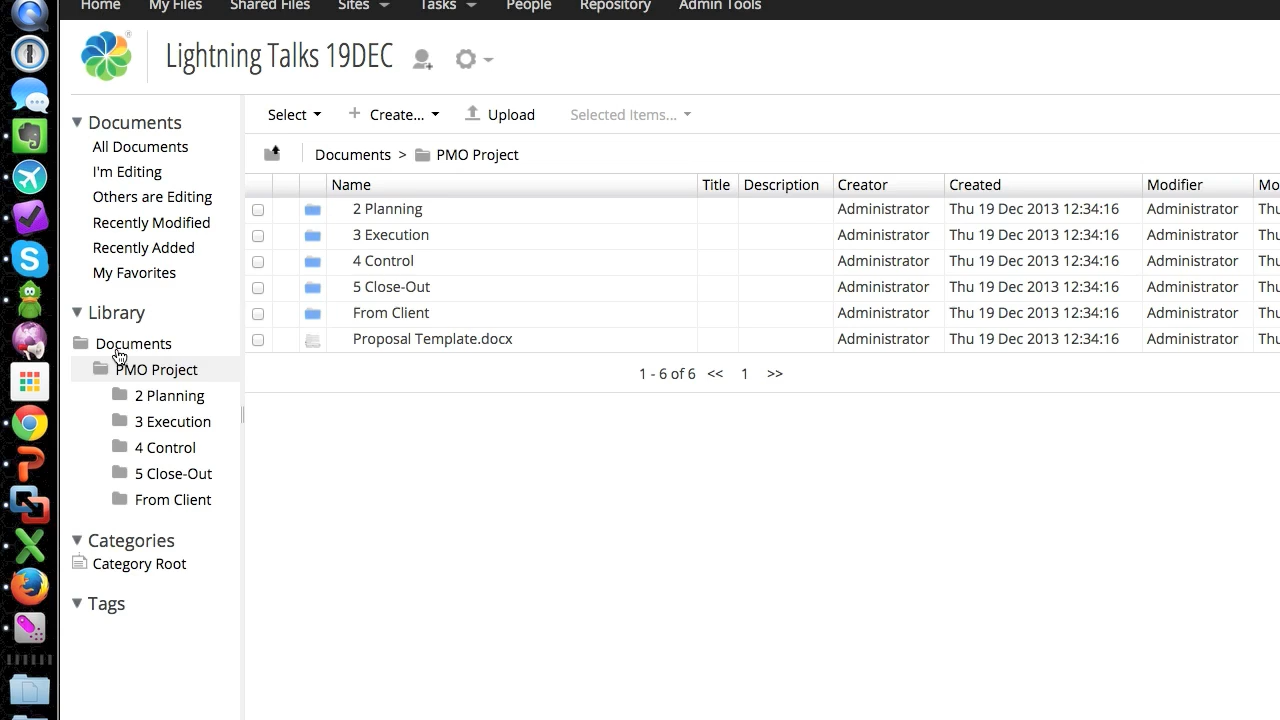 Home My Files Shared Files Sites Tasks People Repository Admin Tools
Lightning Talks 19DEC
Select + Create... Upload Selected Items...
Documents > PMO Project
Documents
All Documents
I'm Editing
Others are Editing
Recently Modified
Recently Added
My Favorites
Library
Documents
PMO Project
2 Planning
3 Execution
4 Control
5 Close-Out
From Client
Categories
Category Root
Tags
Name Title Description Creator Created Modifier Mo
2 Planning Administrator Thu 19 Dec 2013 12:34:16 Administrator Thu
3 Execution Administrator Thu 19 Dec 2013 12:34:16 Administrator Thu
4 Control Administrator Thu 19 Dec 2013 12:34:16 Administrator Thu
5 Close-Out Administrator Thu 19 Dec 2013 12:34:16 Administrator Thu
From Client Administrator Thu 19 Dec 2013 12:34:16 Administrator Thu
Proposal Template.docx Administrator Thu 19 Dec 2013 12:34:16 Administrator Thu
1 - 6 of 6 << 1 >>